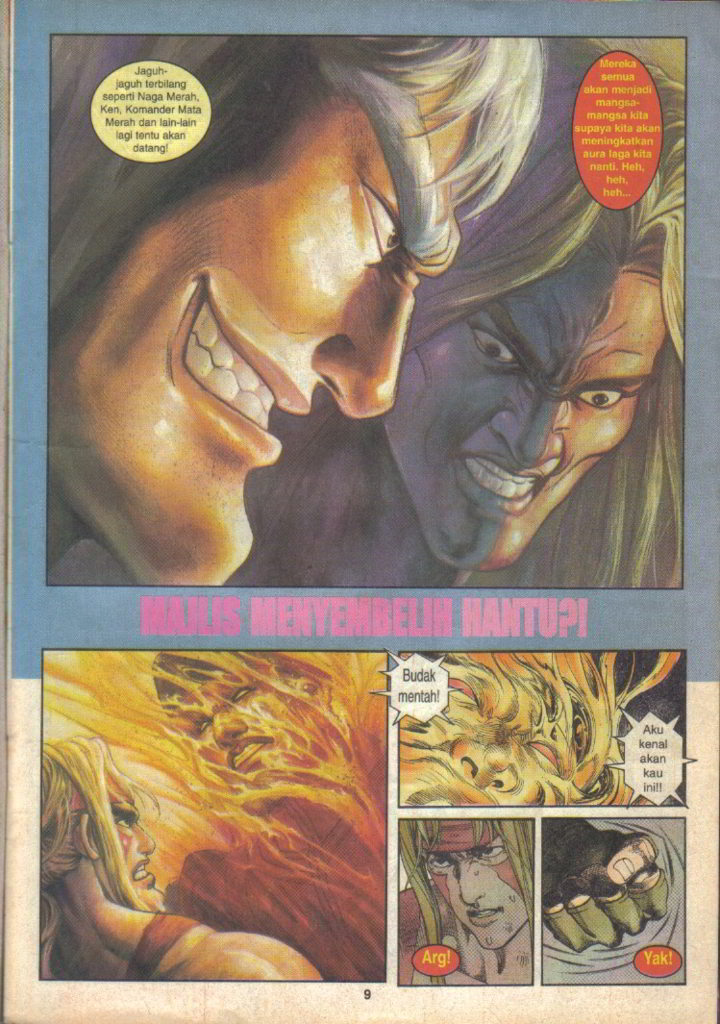 Jaguh-
jaguh terbilang
seperti Naga Merah,
Ken, Komander Mata
Merah dan lain-lain
lagi tentu akan
datang!
Mereka
semua
akan menjadi
mangsa-
mangsa kita
supaya kita akan
meningkatkan
aura laga kita
nanti. Heh,
heh,
heh...
MAJLIS MENYEMBELIH HANTU?!
Budak
mentah!
Aku
kenal
akan
kau
ini!!
Arg!
Yak!
9